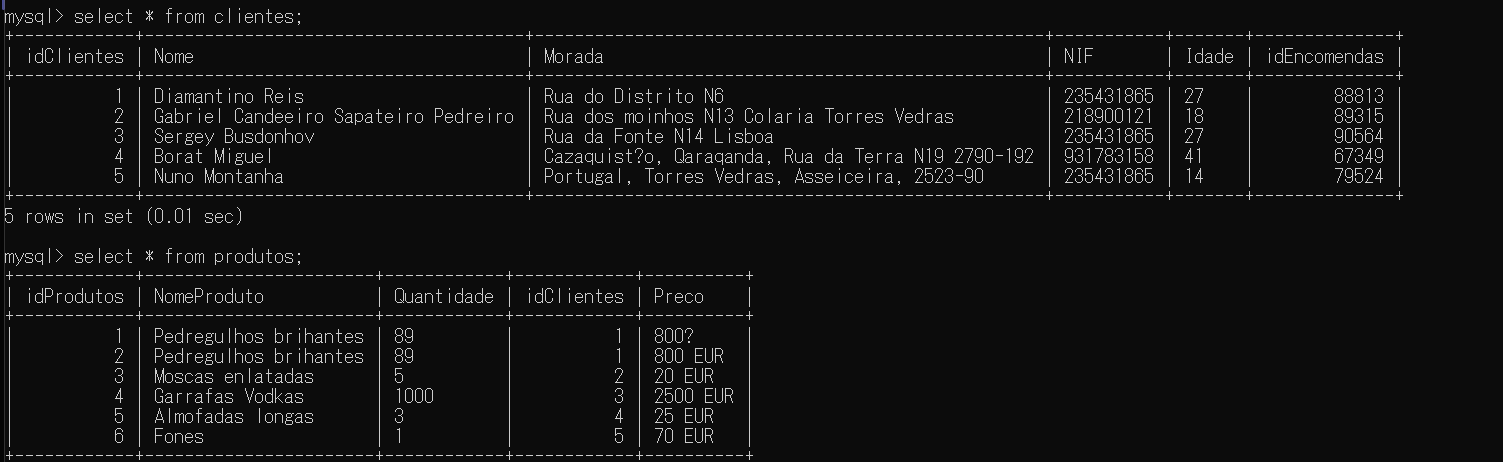 mysql> select * from clientes;
+-------------+--------------------------------------+---------------------------------------------------+-----------+-------+--------------+
| idClientes | Nome | Morada | NIF | Idade | idEncomendas |
+-------------+--------------------------------------+---------------------------------------------------+-----------+-------+--------------+
| 1 | Diamantino Reis | Rua do Distrito N6 | 235431865 | 27 | 88813 |
| 2 | Gabriel Candeeiro Sapateiro Pedreiro | Rua dos moinhos N13 Colaria Torres Vedras | 218900121 | 18 | 89315 |
| 3 | Sergey Busdonhov | Rua da Fonte N14 Lisboa | 235431865 | 27 | 90564 |
| 4 | Borat Miguel | Cazaquist?o, Qaraqanda, Rua da Terra N19 2790-192 | 931783158 | 41 | 67349 |
| 5 | Nuno Montanha | Portugal, Torres Vedras, Asseiceira, 2523-90 | 235431865 | 14 | 79524 |
+-------------+--------------------------------------+---------------------------------------------------+-----------+-------+--------------+
5 rows in set (0.01 sec)
mysql> select * from produtos;
+------------+-----------------------+------------+------------+----------+
| idProdutos | NomeProduto | Quantidade | idClientes | Preco |
+------------+-----------------------+------------+------------+----------+
| 1 | Pedregulhos brihantes | 89 | 1 | 800? |
| 2 | Pedregulhos brihantes | 89 | 1 | 800 EUR |
| 3 | Moscas enlatadas | 5 | 2 | 20 EUR |
| 4 | Garrafas Vodkas | 1000 | 3 | 2500 EUR |
| 5 | Almofadas longas | 3 | 4 | 25 EUR |
| 6 | Fones | 1 | 5 | 70 EUR |
+------------+-----------------------+------------+------------+----------+